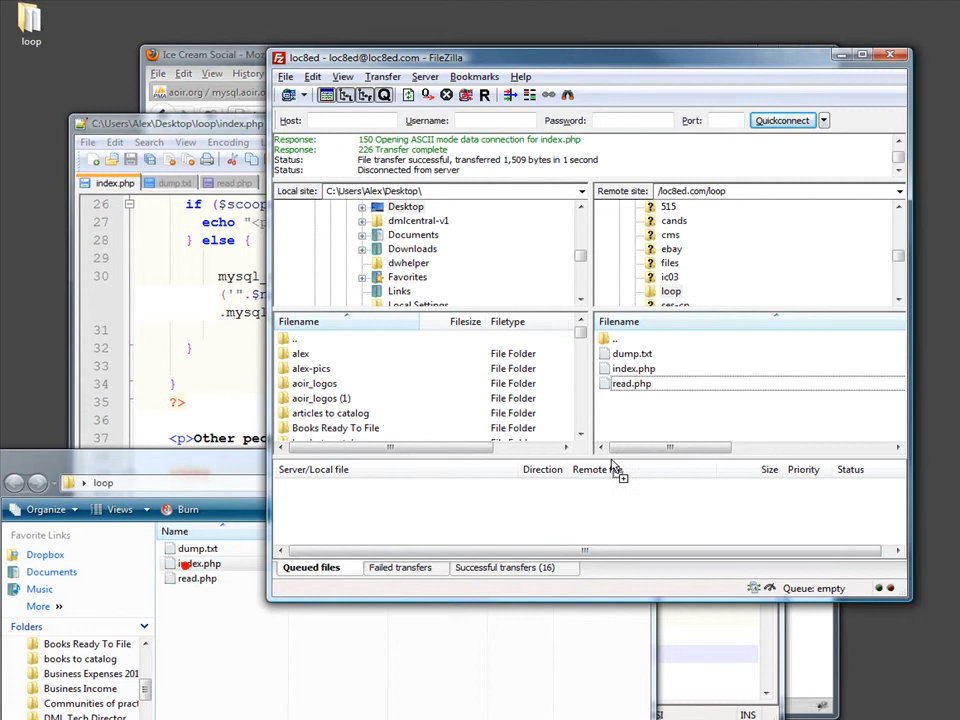 loop
Ice Cream Social - Moz
File Edit View History
aoir.org / mysql.aoir.o
C:\Users\Alex\Desktop\loop\index.php
File Edit Search View Encoding
index.php dump.txt read.php
26 if ($scoop
27 echo "<p
28 } else {
29
30 mysql_
('".$n
.mysql
31
32 }
33
34 }
35 ?>
36
37 <p>Other peo
loc8ed - loc8ed@loc8ed.com - FileZilla
File Edit View Transfer Server Bookmarks Help
Host: Username: Password: Port: Quickconnect
Response: 150 Opening ASCII mode data connection for index.php
Response: 226 Transfer complete
Status: File transfer successful, transferred 1,509 bytes in 1 second
Status: Disconnected from server
Local site: C:\Users\Alex\Desktop\
Desktop
dmlcentral-v1
Documents
Downloads
dwhelper
Favorites
Links
Local Settings
Remote site: /loc8ed.com/loop
515
cands
cms
ebay
files
ic03
loop
Filename Filesize Filetype
..
alex File Folder
alex-pics File Folder
aoir_logos File Folder
aoir_logos (1) File Folder
articles to catalog File Folder
Books Ready To File File Folder
Filename
..
dump.txt
index.php
read.php
Server/Local file Direction Remote Size Priority Status
Queued files Failed transfers Successful transfers (16)
Queue: empty
loop
Organize Views Burn
Favorite Links
Dropbox
Documents
Music
More »
Folders
Books Ready To File
books to catalog
Business Expenses 201
Business Income
Communities of pract
DML Tech Director
Name
dump.txt
index.php
read.php
INS